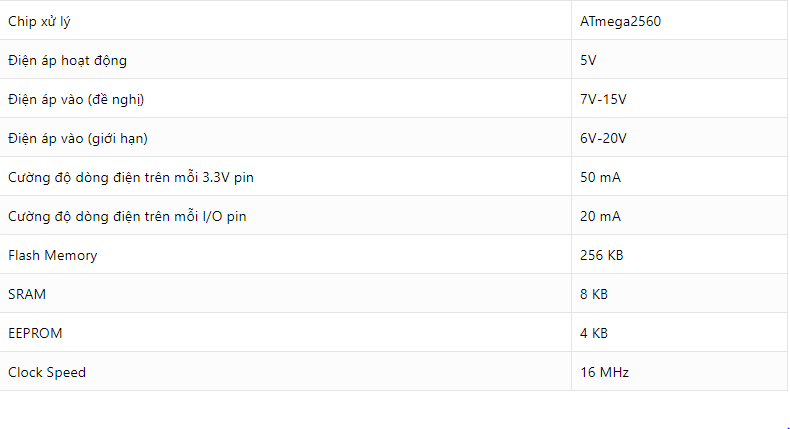 Chip xử lý ATmega2560
Điện áp hoạt động 5V
Điện áp vào (đề nghị) 7V-15V
Điện áp vào (giới hạn) 6V-20V
Cường độ dòng điện trên mỗi 3.3V pin 50 mA
Cường độ dòng điện trên mỗi I/O pin 20 mA
Flash Memory 256 KB
SRAM 8 KB
EEPROM 4 KB
Clock Speed 16 MHz